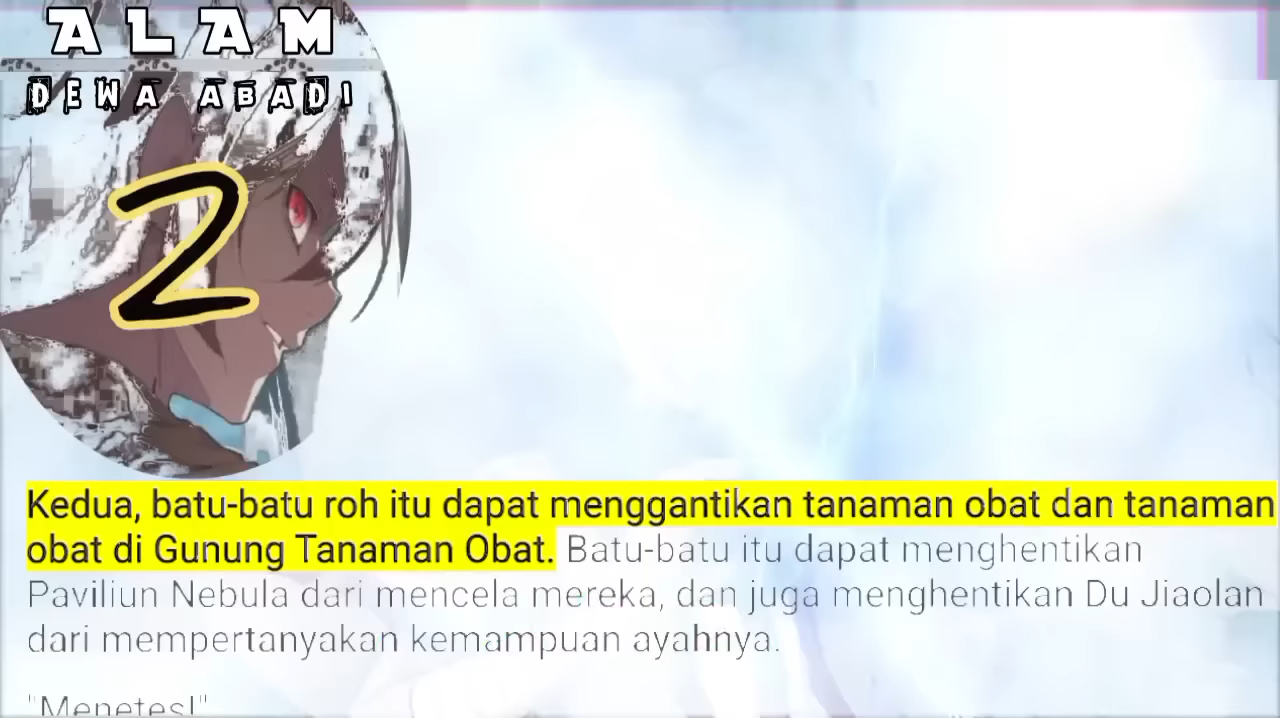 ALAM
DEWA ABADI
2
Kedua, batu-batu roh itu dapat menggantikan tanaman obat dan tanaman
obat di Gunung Tanaman Obat. Batu-batu itu dapat menghentikan
Paviliun Nebula dari mencela mereka, dan juga menghentikan Du Jiaolan
dari mempertanyakan kemampuan ayahnya.
"Menetes!"